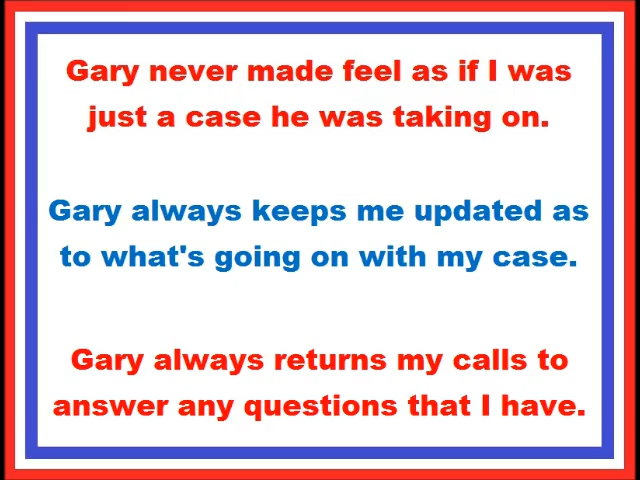 Gary never made feel as if I was
just a case he was taking on.
Gary always keeps me updated as
to what's going on with my case.
Gary always returns my calls to
answer any questions that I have.